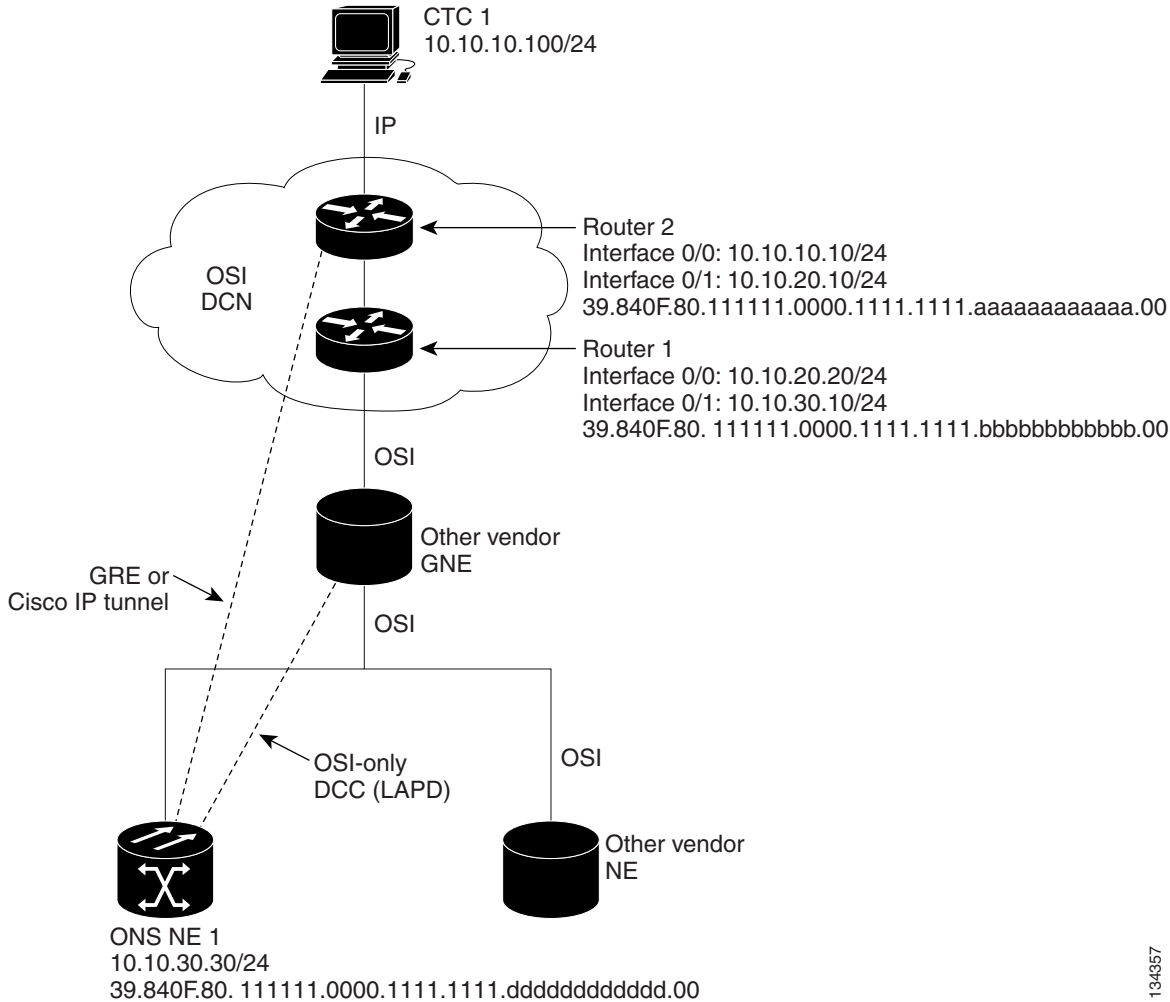 CTC 1
10.10.10.100/24
IP
Router 2
Interface 0/0: 10.10.10.10/24
Interface 0/1: 10.10.20.10/24
39.840F.80.111111.0000.1111.1111.aaaaaaaaaaaa.00
OSI
DCN
Router 1
Interface 0/0: 10.10.20.20/24
Interface 0/1: 10.10.30.10/24
39.840F.80. 111111.0000.1111.1111.bbbbbbbbbbbb.00
OSI
Other vendor
GNE
GRE or
Cisco IP tunnel
OSI
OSI-only
DCC (LAPD)
OSI
Other vendor
NE
ONS NE 1
10.10.30.30/24
39.840F.80. 111111.0000.1111.1111.dddddddddddd.00
134357